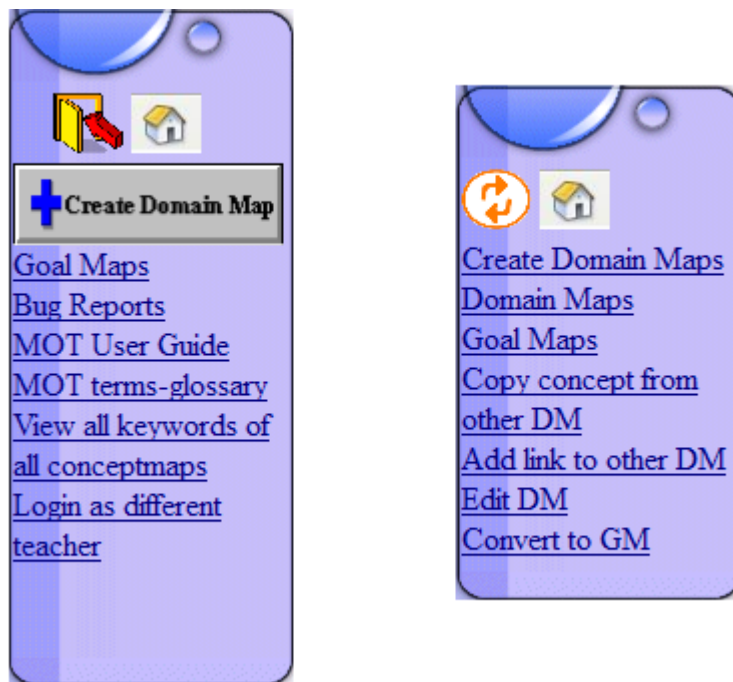 Create Domain Map
Goal Maps
Bug Reports
MOT User Guide
MOT terms-glossary
View all keywords of
all conceptmaps
Login as different
teacher
Create Domain Maps
Domain Maps
Goal Maps
Copy concept from
other DM
Add link to other DM
Edit DM
Convert to GM